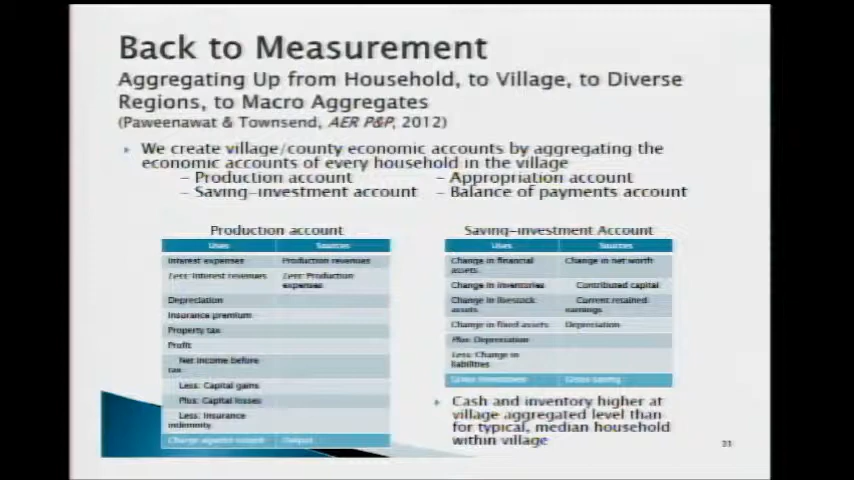 Back to Measurement
Aggregating Up from Household, to Village, to Diverse
Regions, to Macro Aggregates
(Paweenawat & Townsend, AER P&P, 2012)
We create village/county economic accounts by aggregating the
economic accounts of every household in the village
– Production account – Appropriation account
– Saving-investment account – Balance of payments account
Production account
Uses Sources
Interest expenses Production revenues
Less: Interest revenues Less: Production
expenses
Depreciation
Insurance premium
Property tax
Profit
Net income before
tax
Less: Capital gains
Plus: Capital losses
Less: Insurance
indemnity
Charge against output Output
Saving-investment Account
Uses Sources
Change in financial Change in net worth
assets
Change in inventories Contributed capital
Change in livestock Current retained
assets earnings
Change in fixed assets Depreciation
Plus: Depreciation
Less: Change in
liabilities
Gross investment Gross saving
Cash and inventory higher at
village aggregated level than
for typical, median household
within village
31